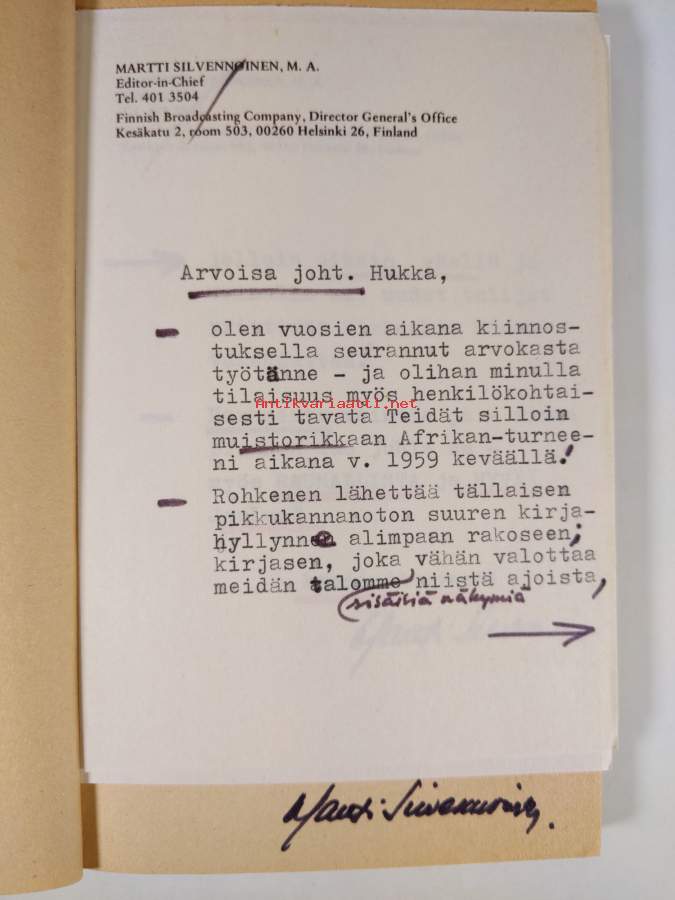 MARTTI SILVENNOINEN, M. A.
Editor-in-Chief
Tel. 401 3504
Finnish Broadcasting Company, Director General's Office
Kesäkatu 2, room 503, 00260 Helsinki 26, Finland
Arvoisa joht. Hukka,
— olen vuosien aikana kiinnos-
tuksella seurannut arvokasta
työtänne - ja olihan minulla
tilaisuus myös henkilökohtai-
Antikvariaatti.net
sesti tavata Teidät silloin
muistorikkaan Afrikan-turnee-
ni aikana v. 1959 keväällä!
— Rohkenen lähettää tällaisen
pikkukannanoton suuren kirja-
hyllynne alimpaan rakoseen;
kirjasen, joka vähän valottaa
meidän talomme niistä ajoista,
sisäisiä näkymiä
Martti Silvennoinen.